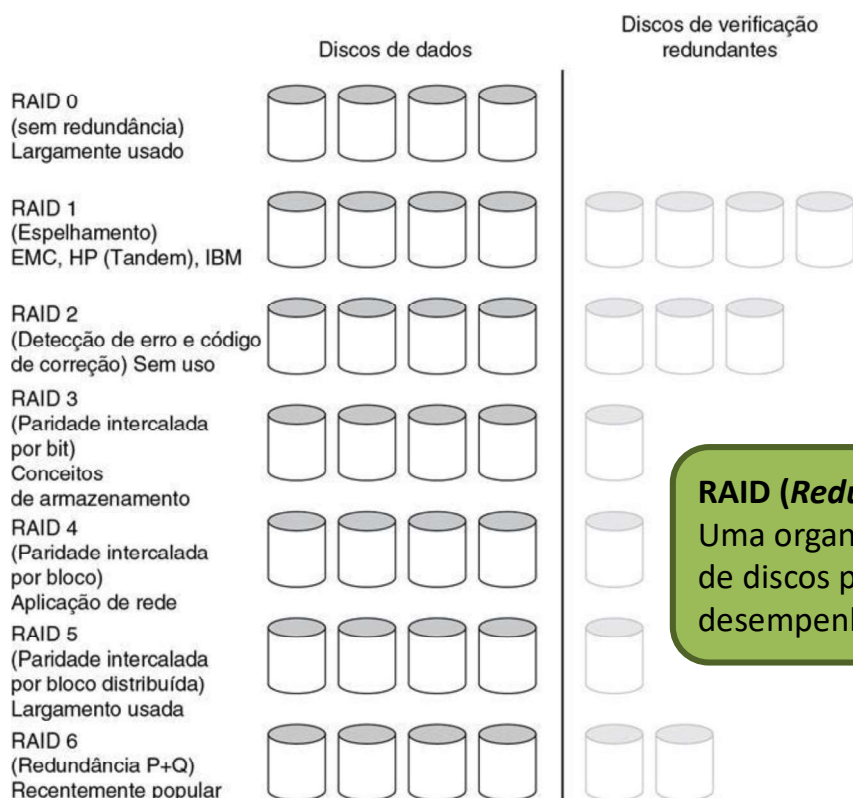 Discos de dados
Discos de verificação
redundantes
RAID 0
(sem redundância)
Largamente usado
RAID 1
(Espelhamento)
EMC, HP (Tandem), IBM
RAID 2
(Detecção de erro e código
de correção) Sem uso
RAID 3
(Paridade intercalada
por bit)
Conceitos
de armazenamento
RAID 4
(Paridade intercalada
por bloco)
Aplicação de rede
RAID 5
(Paridade intercalada
por bloco distribuída)
Largamento usada
RAID 6
(Redundância P+Q)
Recentemente popular
RAID (Redu
Uma organ
de discos p
desempenh